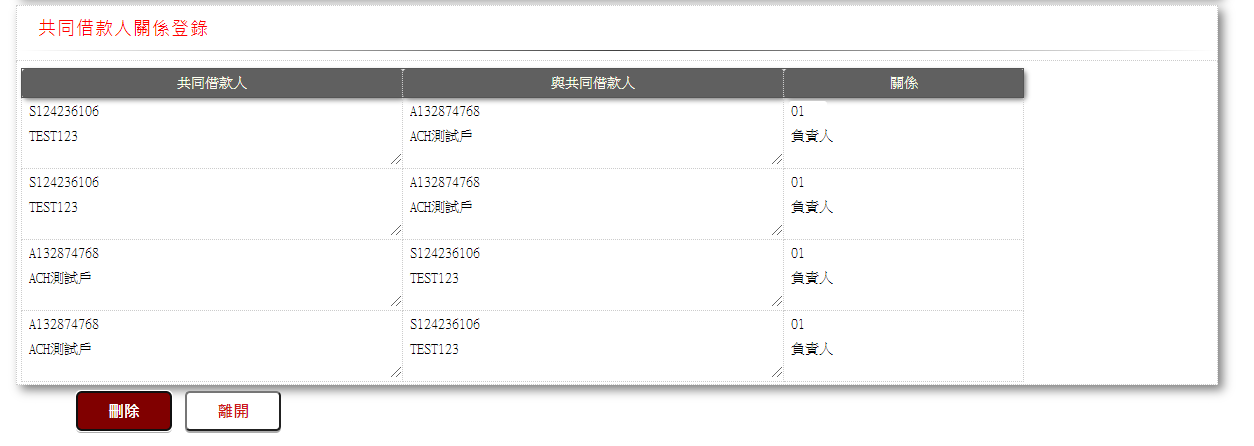 共同借款人關係登錄
共同借款人 與共同借款人 關係
S124236106 A132874768 01
TEST123 ACH測試戶 負責人
S124236106 A132874768 01
TEST123 ACH測試戶 負責人
A132874768 S124236106 01
ACH測試戶 TEST123 負責人
A132874768 S124236106 01
ACH測試戶 TEST123 負責人
刪除 離開